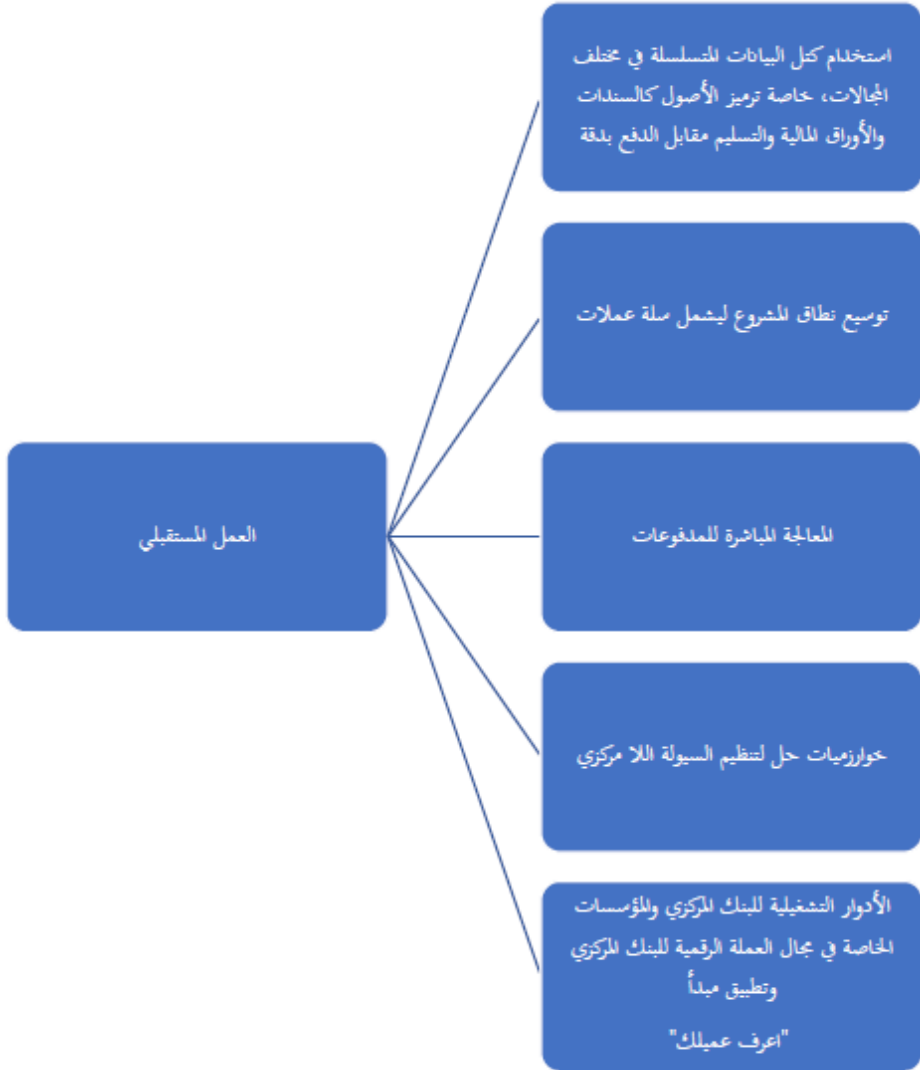 استخدام كتل البيانات المتسلسلة في مختلف
المجالات، خاصة ترميز الأصول كالسندات
والأوراق المالية والتسليم مقابل الدفع بدقة
توسيع نطاق المشروع ليشمل سلة عملات
العمل المستقبلي
المعالجة المباشرة للمدفوعات
خوارزميات حل لتنظيم السيولة اللا مركزي
الأدوار التشغيلية للبنك المركزي والمؤسسات
الخاصة في مجال العملة الرقمية للبنك المركزي
وتطبيق مبدأ
"اعرف عميلك"